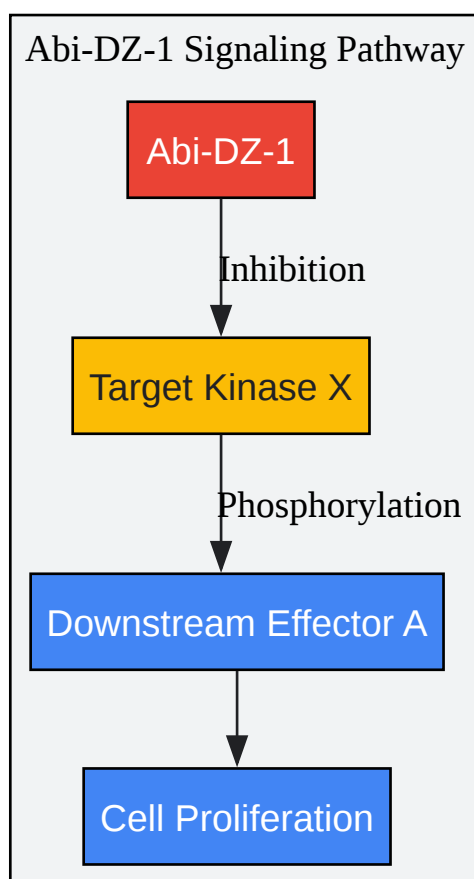 Abi-DZ-1 Signaling Pathway
Abi-DZ-1
Inhibition
Target Kinase X
Phosphorylation
Downstream Effector A
Cell Proliferation